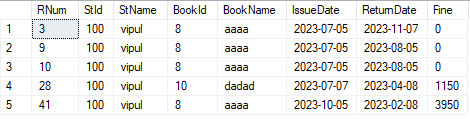 RNum StId StName BookId BookName IssueDate ReturnDate Fine
1 3 100 vipul 8 aaaa 2023-07-05 2023-11-07 0
2 9 100 vipul 8 aaaa 2023-07-05 2023-08-05 0
3 10 100 vipul 8 aaaa 2023-07-05 2023-08-05 0
4 28 100 vipul 10 dadad 2023-07-07 2023-04-08 1150
5 41 100 vipul 8 aaaa 2023-10-05 2023-02-08 3950